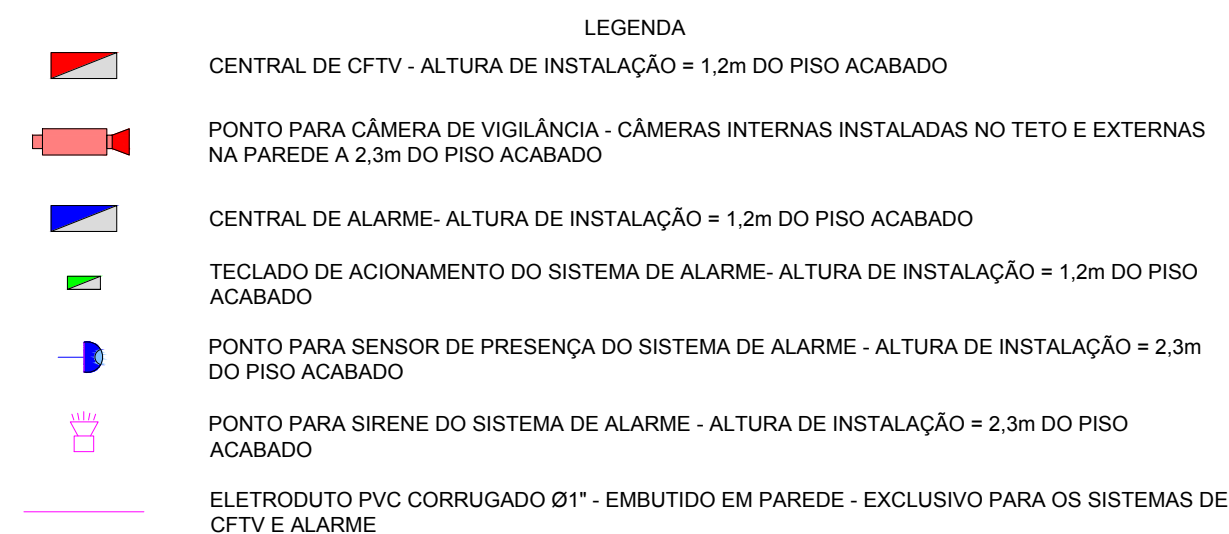 LEGENDA
CENTRAL DE CFTV - ALTURA DE INSTALAÇÃO = 1,2m DO PISO ACABADO
PONTO PARA CÂMERA DE VIGILÂNCIA - CÂMERAS INTERNAS INSTALADAS NO TETO E EXTERNAS
NA PAREDE A 2,3m DO PISO ACABADO
CENTRAL DE ALARME- ALTURA DE INSTALAÇÃO = 1,2m DO PISO ACABADO
TECLADO DE ACIONAMENTO DO SISTEMA DE ALARME- ALTURA DE INSTALAÇÃO = 1,2m DO PISO
ACABADO
PONTO PARA SENSOR DE PRESENÇA DO SISTEMA DE ALARME - ALTURA DE INSTALAÇÃO = 2,3m
DO PISO ACABADO
PONTO PARA SIRENE DO SISTEMA DE ALARME - ALTURA DE INSTALAÇÃO = 2,3m DO PISO
ACABADO
ELETRODUTO PVC CORRUGADO Ø1" - EMBUTIDO EM PAREDE - EXCLUSIVO PARA OS SISTEMAS DE
CFTV E ALARME